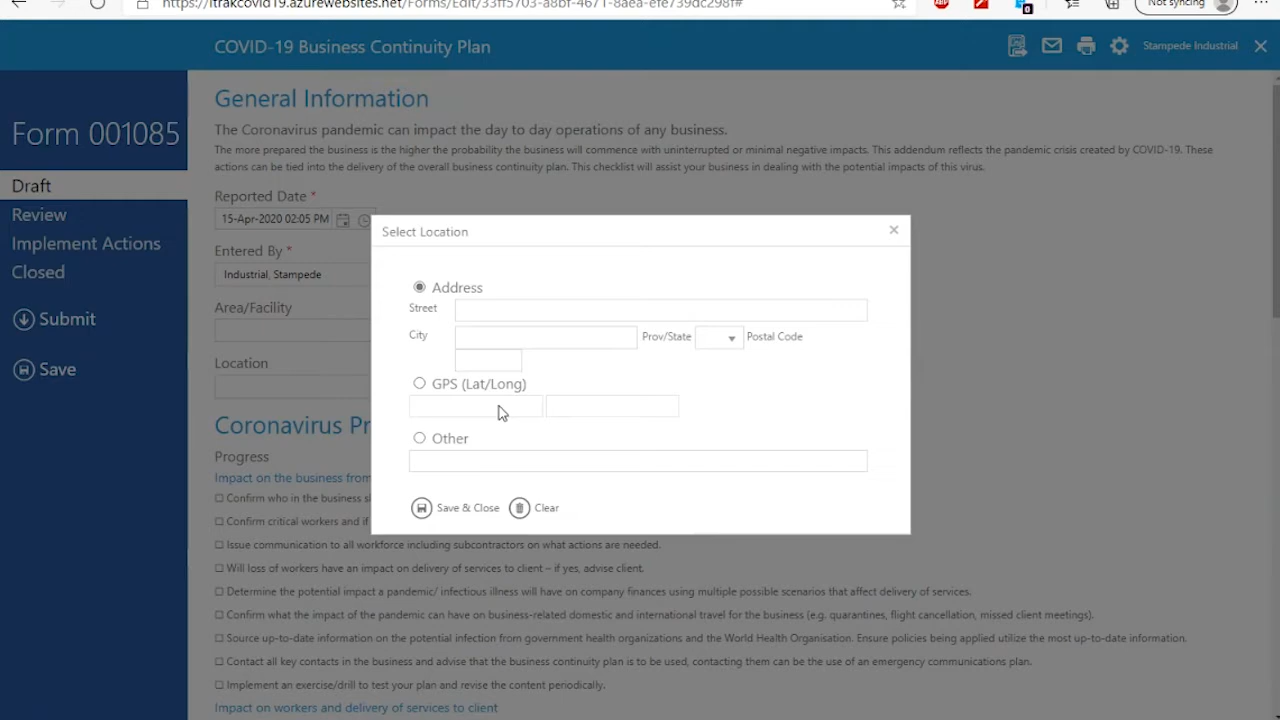 https://itrakcovid19.azurewebsites.net/Forms/Edit/33ff5703-a8bf-4671-8aea-efe739dc298f#
ABP
0
Not syncing
COVID-19 Business Continuity Plan
Stampede Industrial
Form 001085
Draft
Review
Implement Actions
Closed
Submit
Save
General Information
The Coronavirus pandemic can impact the day to day operations of any business.
The more prepared the business is the higher the probability the business will commence with uninterrupted or minimal negative impacts. This addendum reflects the pandemic crisis created by COVID-19. These
actions can be tied into the delivery of the overall business continuity plan. This checklist will assist your business in dealing with the potential impacts of this virus.
Reported Date *
15-Apr-2020 02:05 PM
Entered By *
Industrial, Stampede
Area/Facility
Location
Select Location
Address
Street
City
Prov/State
Postal Code
GPS (Lat/Long)
Other
Save & Close
Clear
Coronavirus Pr
Progress
Impact on the business from
Confirm who in the business s
Confirm critical workers and if
Issue communication to all workforce including subcontractors on what actions are needed.
Will loss of workers have an impact on delivery of services to client – if yes, advise client.
Determine the potential impact a pandemic/ infectious illness will have on company finances using multiple possible scenarios that affect delivery of services.
Confirm what the impact of the pandemic can have on business-related domestic and international travel for the business (e.g. quarantines, flight cancellation, missed client meetings).
Source up-to-date information on the potential infection from government health organizations and the World Health Organisation. Ensure policies being applied utilize the most up-to-date information.
Contact all key contacts in the business and advise that the business continuity plan is to be used, contacting them can be the use of an emergency communications plan.
Implement an exercise/drill to test your plan and revise the content periodically.
Impact on workers and delivery of services to client